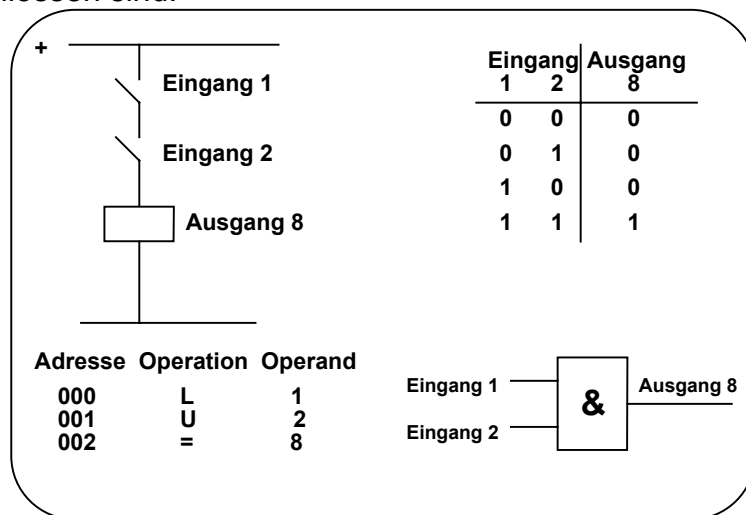 +
Eingang 1
Eingang 2
Ausgang 8
Eingang Ausgang
1 2 8
0 0 0
0 1 0
1 0 0
1 1 1
Adresse Operation Operand
000 L 1
001 U 2
002 = 8
Eingang 1
Eingang 2
&
Ausgang 8